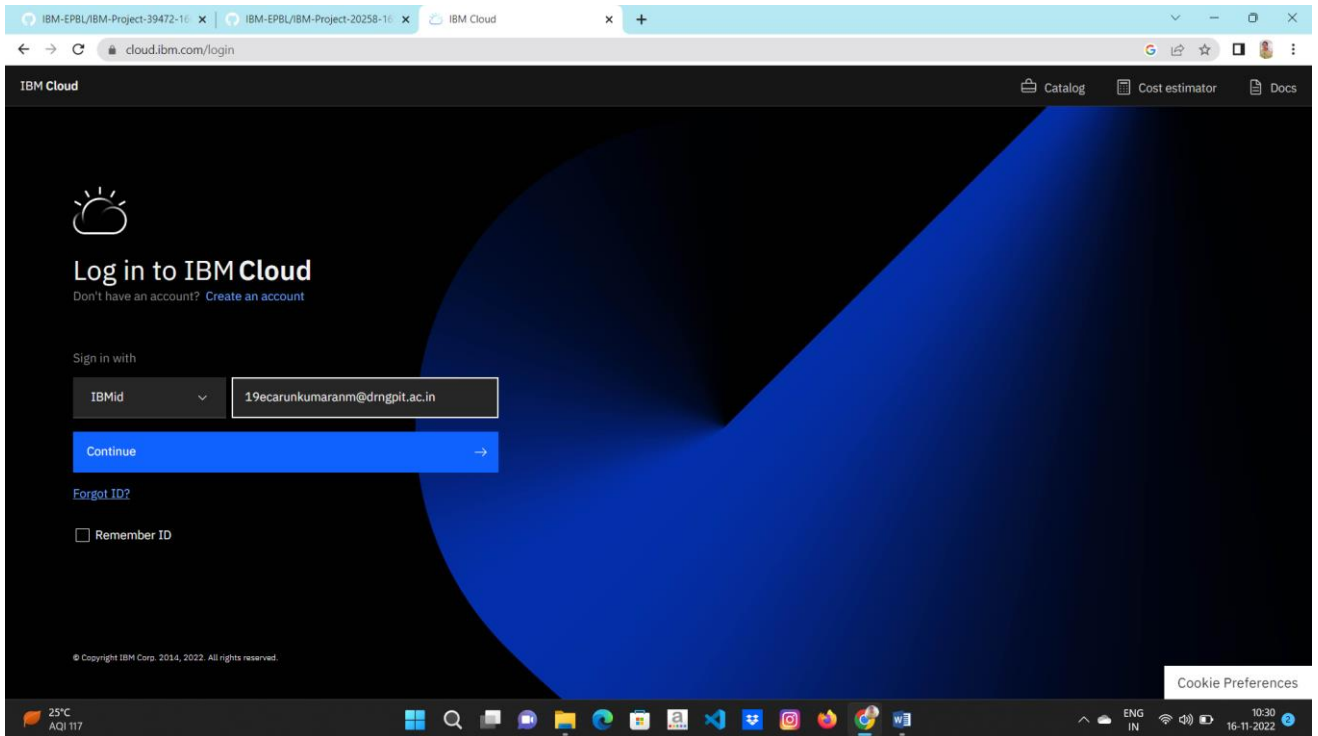 IBM-EPBL/IBM-Project-39472-16 IBM-EPBL/IBM-Project-20258-16 IBM Cloud
cloud.ibm.com/login
IBM Cloud Catalog Cost estimator Docs
Log in to IBM Cloud
Don't have an account? Create an account
Sign in with
IBMid 19ecarunkumaranm@drngpit.ac.in
Continue
Forgot ID?
Remember ID
© Copyright IBM Corp. 2014, 2022. All rights reserved.
Cookie Preferences
25°C
AQI 117
ENG
IN
10:30
16-11-2022
2